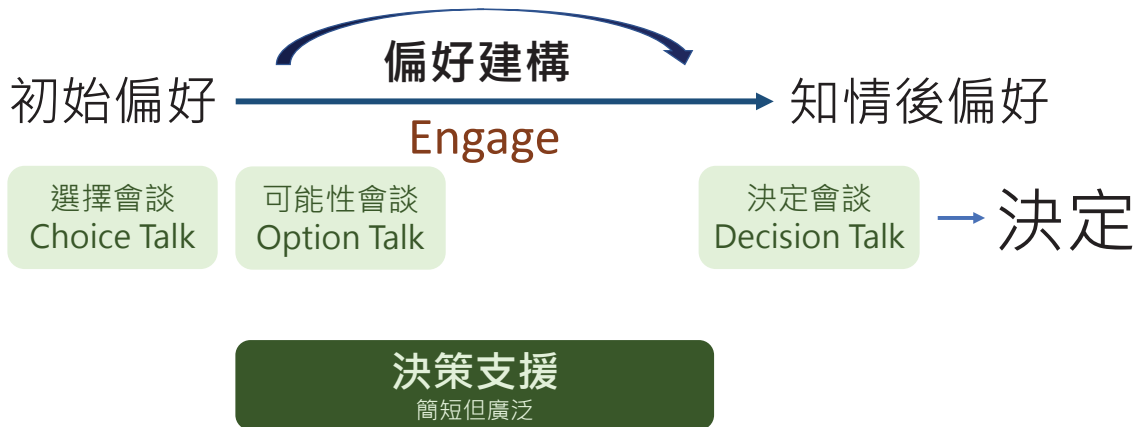 偏好建構
初始偏好
知情後偏好
Engage
選擇會談
Choice Talk
可能性會談
Option Talk
決定會談
Decision Talk
決定
決策支援
簡短但廣泛